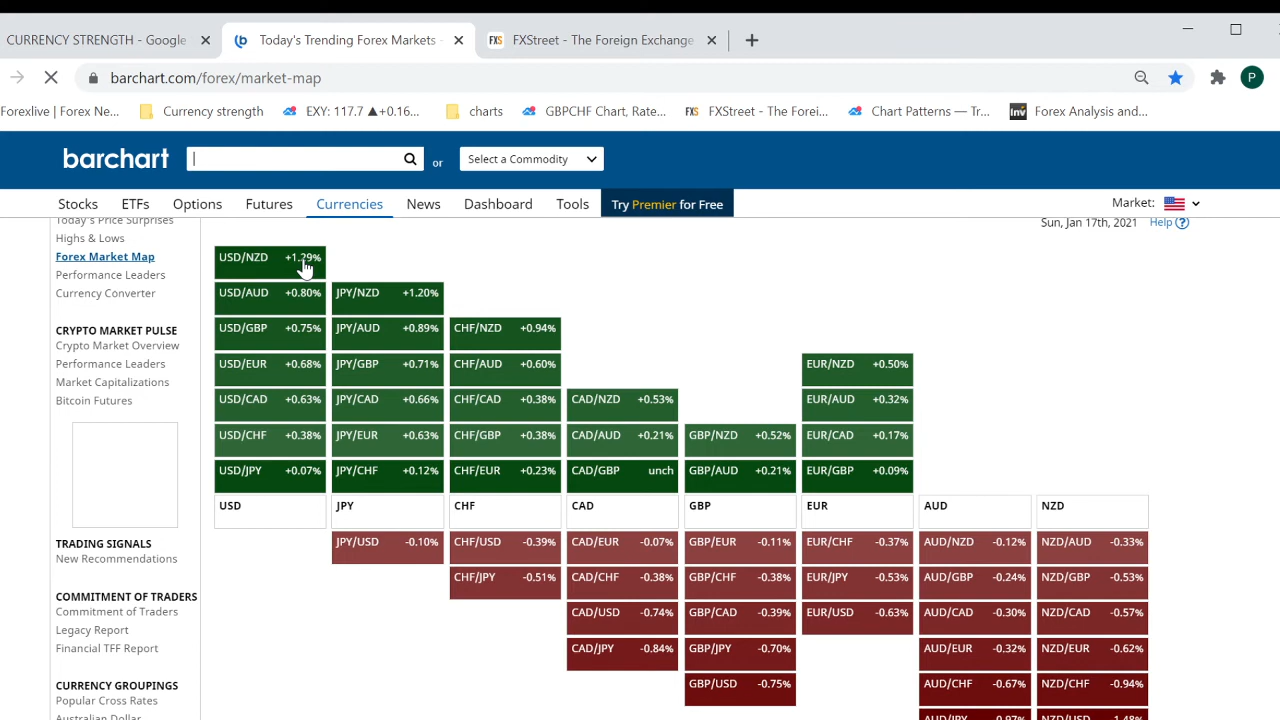 CURRENCY STRENGTH - Google
Today's Trending Forex Markets -
FXStreet - The Foreign Exchange
barchart.com/forex/market-map
P
Forexlive | Forex Ne...
Currency strength
EXY: 117.7 ▲+0.16...
charts
GBPCHF Chart, Rate...
FXS
FXStreet - The Forei...
Chart Patterns — Tr...
Inv
Forex Analysis and...
barchart
or
Select a Commodity
Stocks
ETFs
Options
Futures
Currencies
News
Dashboard
Tools
Try Premier for Free
Market:
Today's Price Surprises
Sun, Jan 17th, 2021
Help ?
Highs & Lows
Forex Market Map
Performance Leaders
Currency Converter
CRYPTO MARKET PULSE
Crypto Market Overview
Performance Leaders
Market Capitalizations
Bitcoin Futures
TRADING SIGNALS
New Recommendations
COMMITMENT OF TRADERS
Commitment of Traders
Legacy Report
Financial TFF Report
CURRENCY GROUPINGS
Popular Cross Rates
Australian Dollar
USD/NZD +1.29%
USD/AUD +0.80% JPY/NZD +1.20%
USD/GBP +0.75% JPY/AUD +0.89% CHF/NZD +0.94%
USD/EUR +0.68% JPY/GBP +0.71% CHF/AUD +0.60% EUR/NZD +0.50%
USD/CAD +0.63% JPY/CAD +0.66% CHF/CAD +0.38% CAD/NZD +0.53% EUR/AUD +0.32%
USD/CHF +0.38% JPY/EUR +0.63% CHF/GBP +0.38% CAD/AUD +0.21% GBP/NZD +0.52% EUR/CAD +0.17%
USD/JPY +0.07% JPY/CHF +0.12% CHF/EUR +0.23% CAD/GBP unch GBP/AUD +0.21% EUR/GBP +0.09%
USD JPY CHF CAD GBP EUR AUD NZD
JPY/USD -0.10% CHF/USD -0.39% CAD/EUR -0.07% GBP/EUR -0.11% EUR/CHF -0.37% AUD/NZD -0.12% NZD/AUD -0.33%
CHF/JPY -0.51% CAD/CHF -0.38% GBP/CHF -0.38% EUR/JPY -0.53% AUD/GBP -0.24% NZD/GBP -0.53%
CAD/USD -0.74% GBP/CAD -0.39% EUR/USD -0.63% AUD/CAD -0.30% NZD/CAD -0.57%
CAD/JPY -0.84% GBP/JPY -0.70% AUD/EUR -0.32% NZD/EUR -0.62%
GBP/USD -0.75% AUD/CHF -0.67% NZD/CHF -0.94%
AUD/JPY -0.97% NZD/USD -1.48%